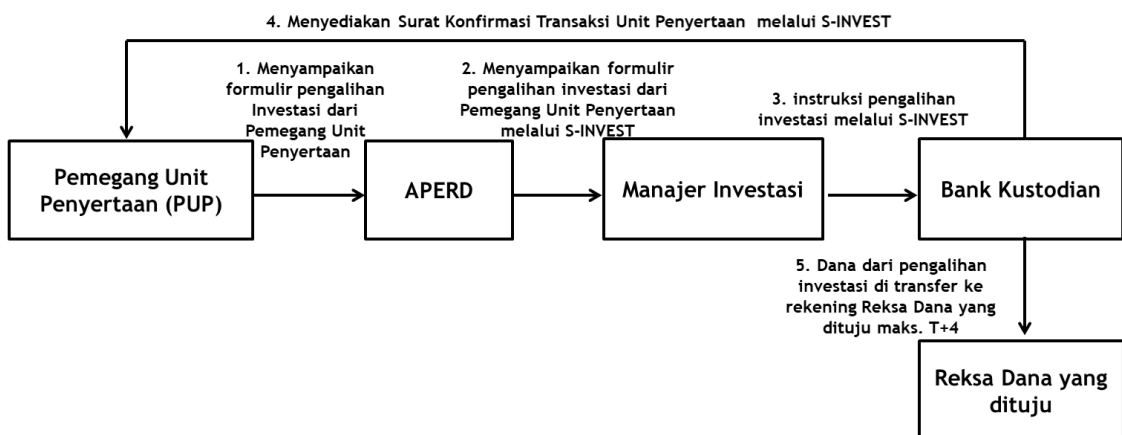 4. Menyediakan Surat Konfirmasi Transaksi Unit Penyertaan melalui S-INVEST
1. Menyampaikan
formulir pengalihan
Investasi dari
Pemegang Unit
Penyertaan
2. Menyampaikan formulir
pengalihan investasi dari
Pemegang Unit Penyertaan
melalui S-INVEST
3. instruksi pengalihan
investasi melalui S-INVEST
Pemegang Unit
Penyertaan (PUP)
APERD
Manajer Investasi
Bank Kustodian
5. Dana dari pengalihan
investasi di transfer ke
rekening Reksa Dana yang
dituju maks. T+4
Reksa Dana yang
dituju